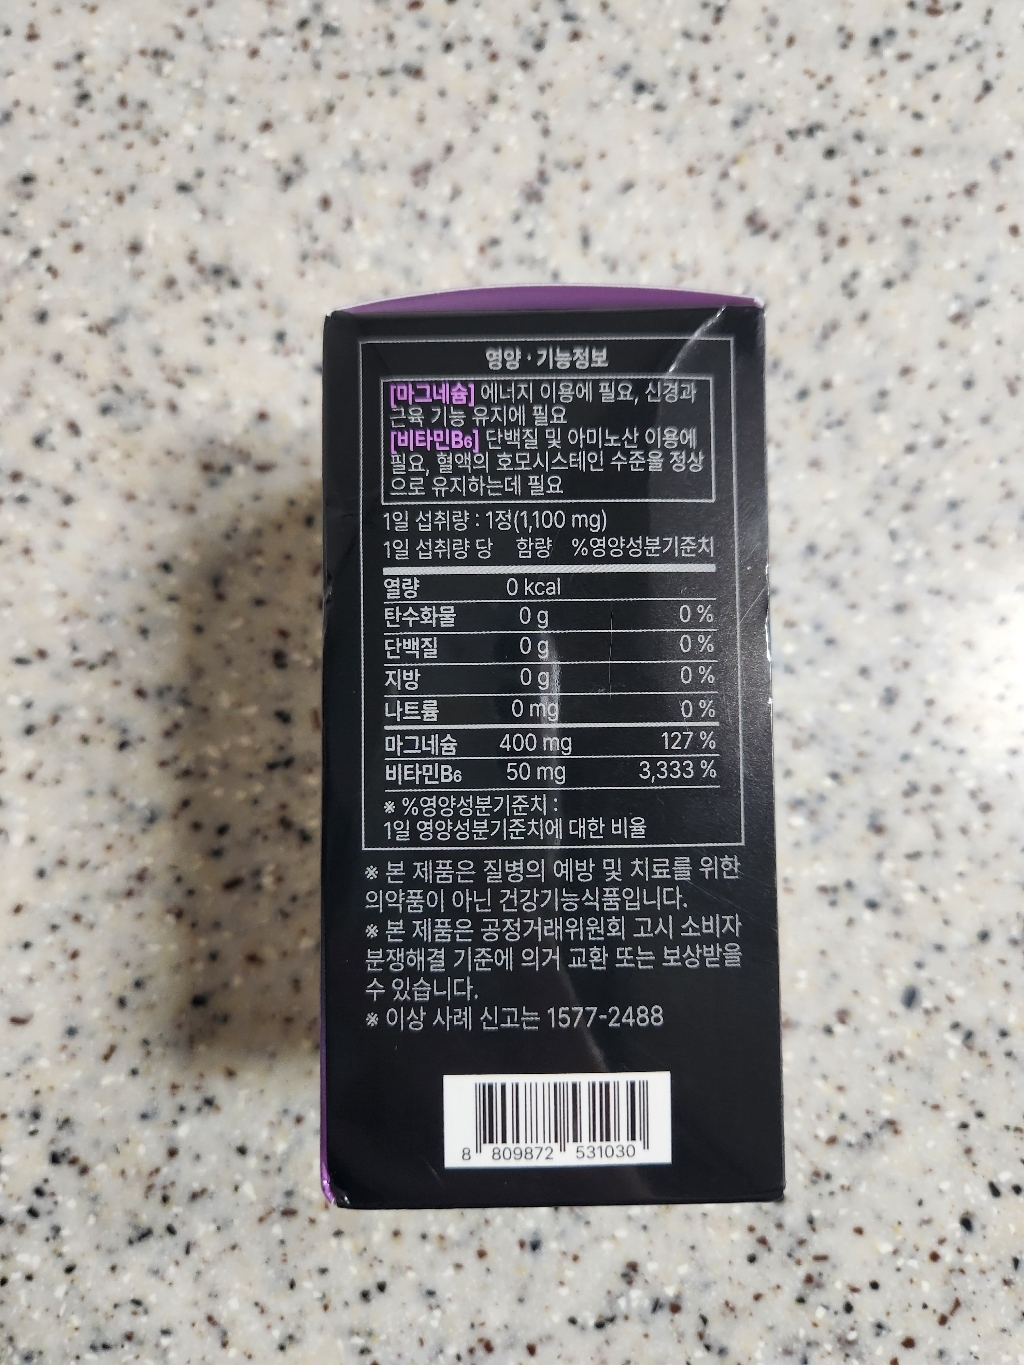 영양·기능정보
[마그네슘] 에너지 이용에 필요, 신경과
근육 기능 유지에 필요
[비타민B6] 단백질 및 아미노산 이용에
필요, 혈액의 호모시스테인 수준을 정상
으로 유지하는데 필요
1일 섭취량 : 1정(1,100 mg)
1일 섭취량 당 함량 %영양성분기준치
열량 0 kcal
탄수화물 0 g 0 %
단백질 0 g 0 %
지방 0 g 0 %
나트륨 0 mg 0 %
마그네슘 400 mg 127 %
비타민B6 50 mg 3,333 %
※ %영양성분기준치 :
1일 영양성분기준치에 대한 비율
※ 본 제품은 질병의 예방 및 치료를 위한
의약품이 아닌 건강기능식품입니다.
※ 본 제품은 공정거래위원회 고시 소비자
분쟁해결 기준에 의거 교환 또는 보상받을
수 있습니다.
※ 이상 사례 신고는 1577-2488
8 809872 531030